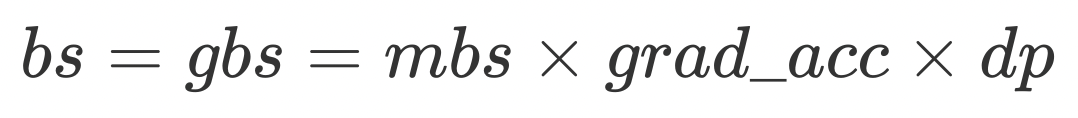 bs = gbs = mbs × grad_acc × dp